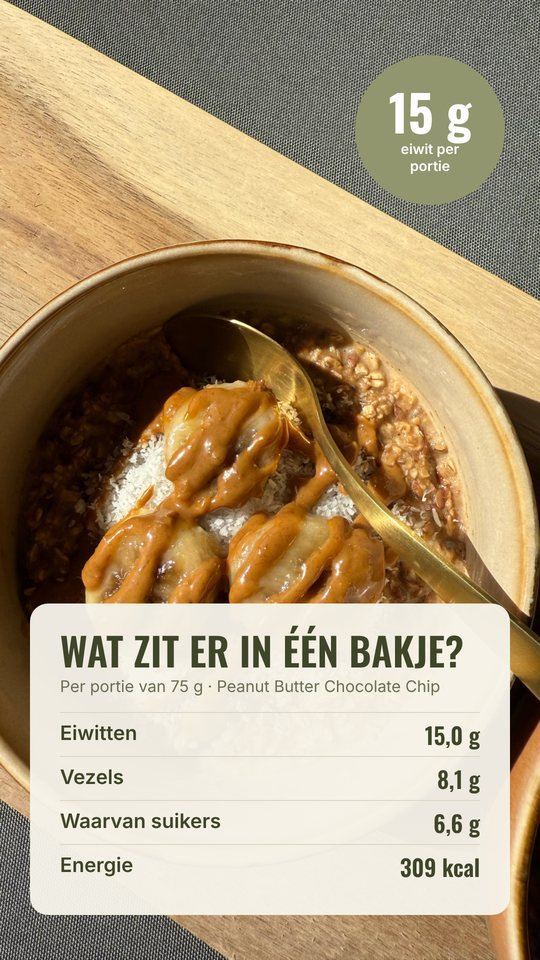 15 g
eiwit per
portie
WAT ZIT ER IN ÉÉN BAKJE?
Per portie van 75 g · Peanut Butter Chocolate Chip
Eiwitten 15,0 g
Vezels 8,1 g
Waarvan suikers 6,6 g
Energie 309 kcal